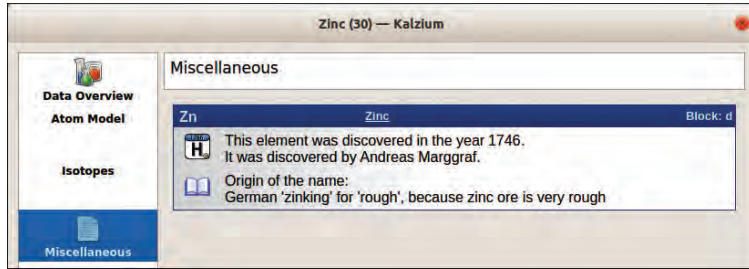 Zinc (30) — Kalzium
Miscellaneous
Data Overview
Atom Model
Isotopes
Miscellaneous
Zn Zinc Block: d
H
This element was discovered in the year 1746.
It was discovered by Andreas Marggraf.
Origin of the name:
German 'zinking' for 'rough', because zinc ore is very rough